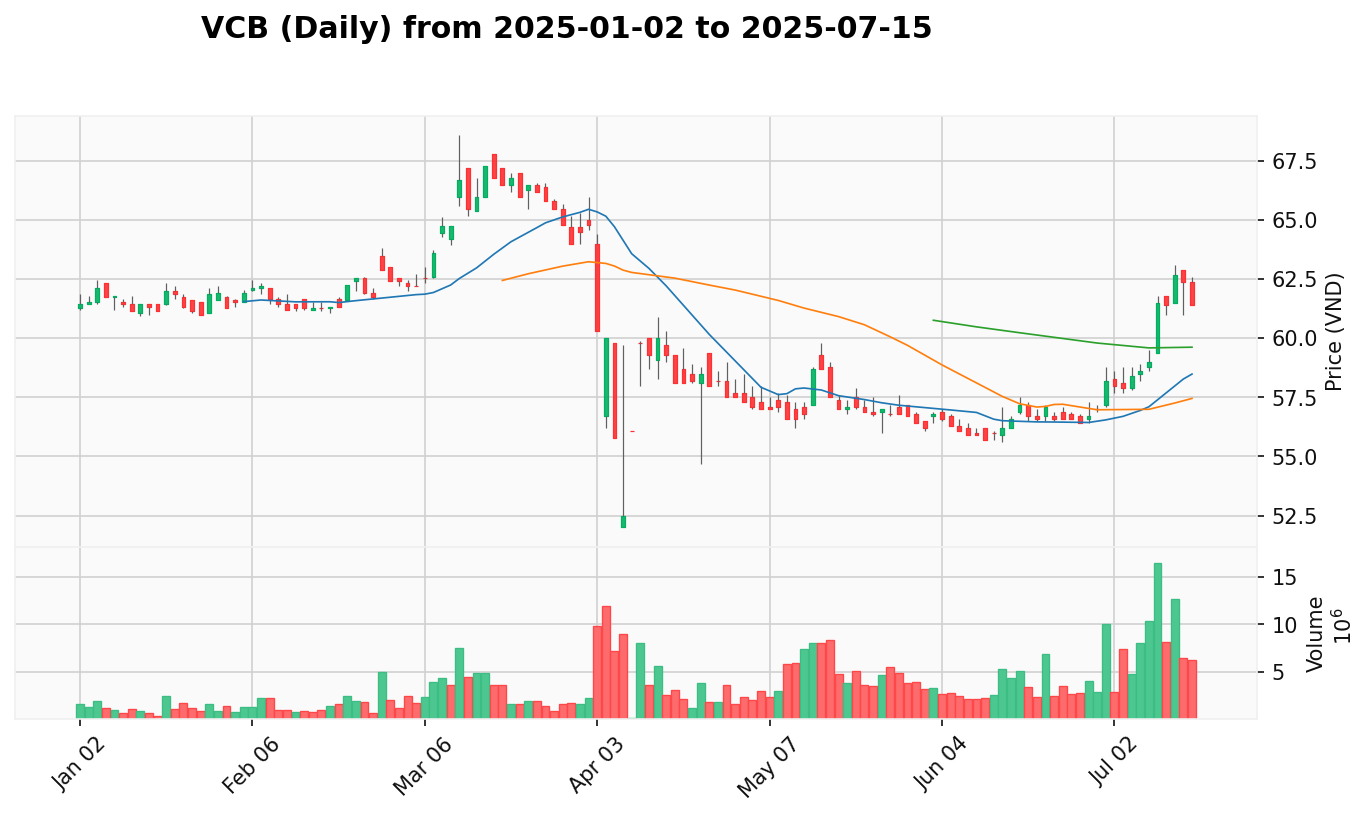 VCB (Daily) from 2025-01-02 to 2025-07-15
67.5
65.0
62.5
60.0
57.5
55.0
52.5
Price (VND)
15
10
5
Volume
10⁶
Jan 02
Feb 06
Mar 06
Apr 03
May 07
Jun 04
Jul 02